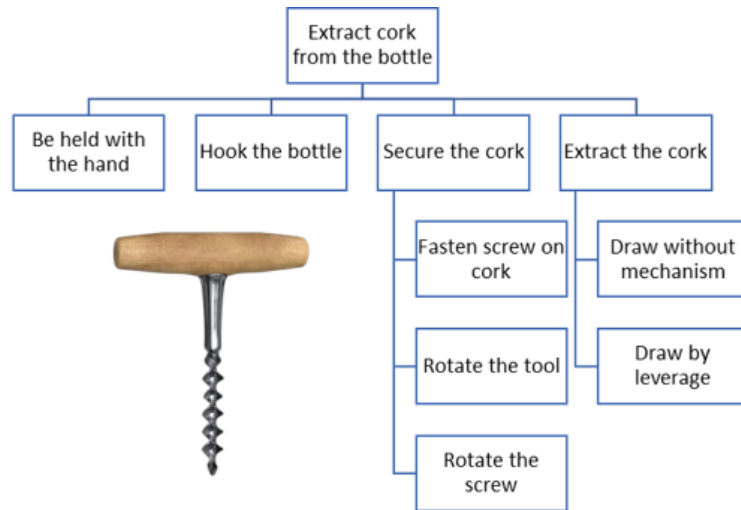 Extract cork
from the bottle
Be held with
the hand
Hook the bottle
Secure the cork
Extract the cork
Fasten screw on
cork
Draw without
mechanism
Rotate the tool
Draw by
leverage
Rotate the
screw